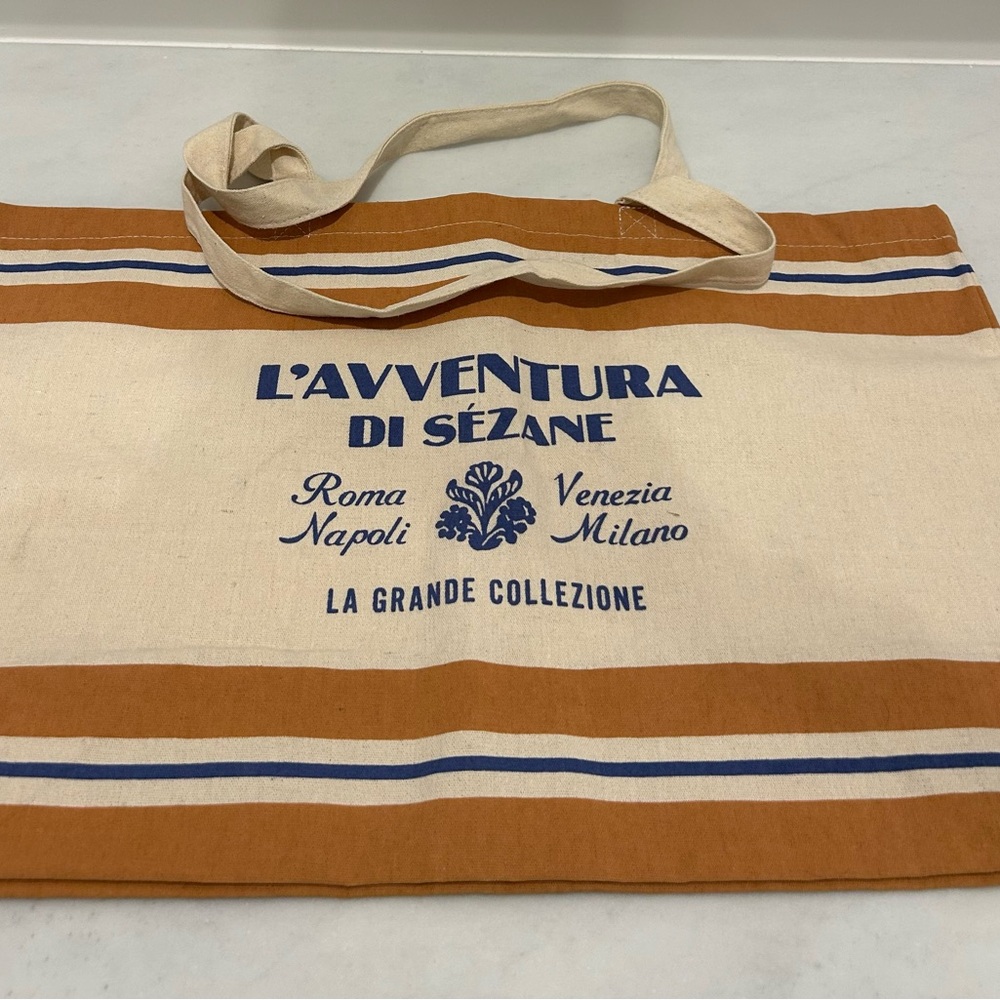 L'AVVENTURA
DI SÉZANE
Roma Venezia
Napoli Milano
LA GRANDE COLLEZIONE